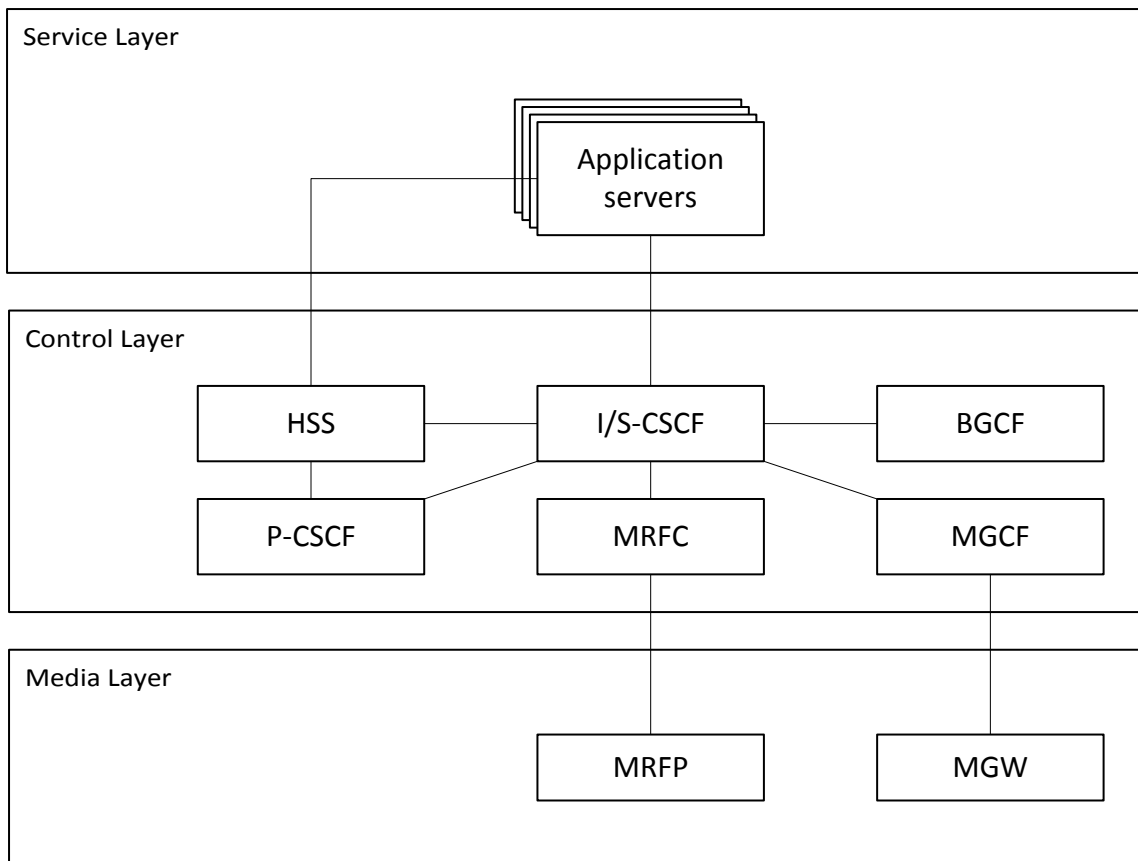 Service Layer
Application
servers
Control Layer
HSS
I/S-CSCF
BGCF
P-CSCF
MRFC
MGCF
Media Layer
MRFP
MGW